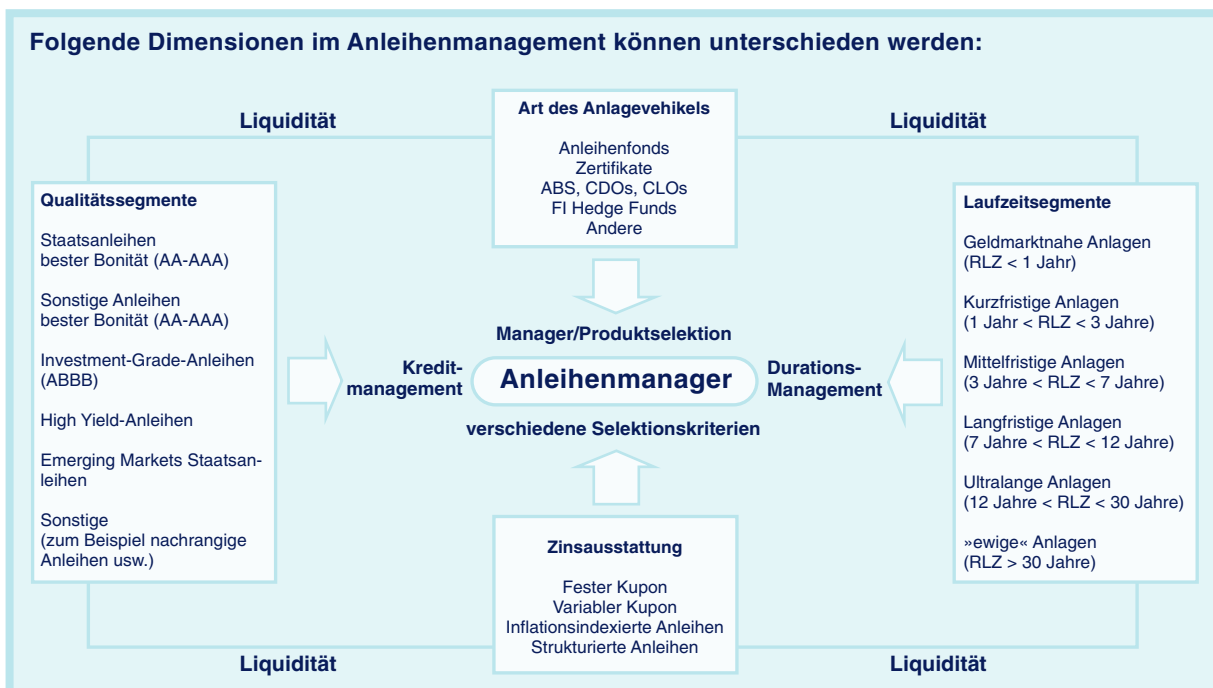 Folgende Dimensionen im Anleihenmanagement können unterschieden werden:
Liquidität
Liquidität
Art des Anlagevehikels
Anleihenfonds
Zertifikate
ABS, CDOs, CLOs
FI Hedge Funds
Andere
Qualitätssegmente
Staatsanleihen
bester Bonität (AA-AAA)
Sonstige Anleihen
bester Bonität (AA-AAA)
Investment-Grade-Anleihen
(ABBB)
High Yield-Anleihen
Emerging Markets Staatsan-
leihen
Sonstige
(zum Beispiel nachrangige
Anleihen usw.)
Manager/Produktselektion
Kredit-
management
Anleihenmanager
Durations-
Management
verschiedene Selektionskriterien
Laufzeitsegmente
Geldmarktnahe Anlagen
(RLZ < 1 Jahr)
Kurzfristige Anlagen
(1 Jahr < RLZ < 3 Jahre)
Mittelfristige Anlagen
(3 Jahre < RLZ < 7 Jahre)
Langfristige Anlagen
(7 Jahre < RLZ < 12 Jahre)
Ultralange Anlagen
(12 Jahre < RLZ < 30 Jahre)
»ewige« Anlagen
(RLZ > 30 Jahre)
Zinsausstattung
Fester Kupon
Variabler Kupon
Inflationsindexierte Anleihen
Strukturierte Anleihen
Liquidität
Liquidität